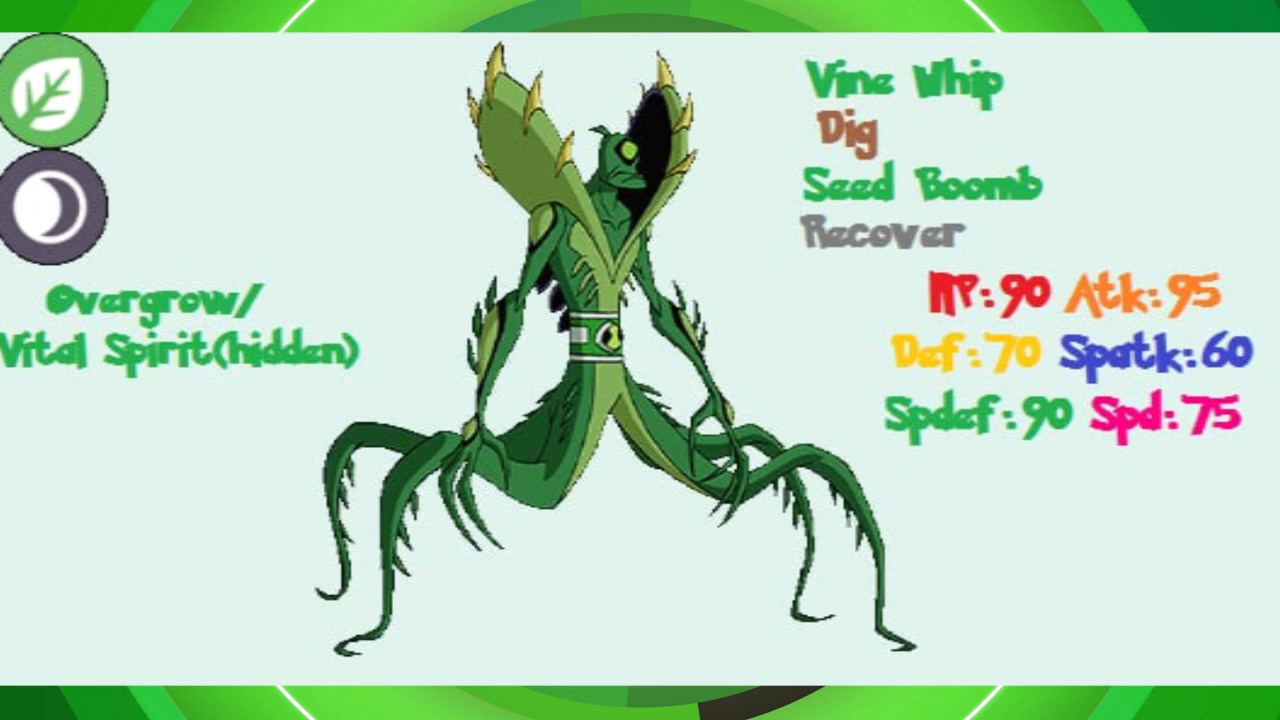 Vine Whip
Dig
Seed Boomb
Recover
Overgrow/
Vital Spirit(hidden)
HP:90 Atk:95
Def:70 Spatk:60
Spdef:90 Spd:75